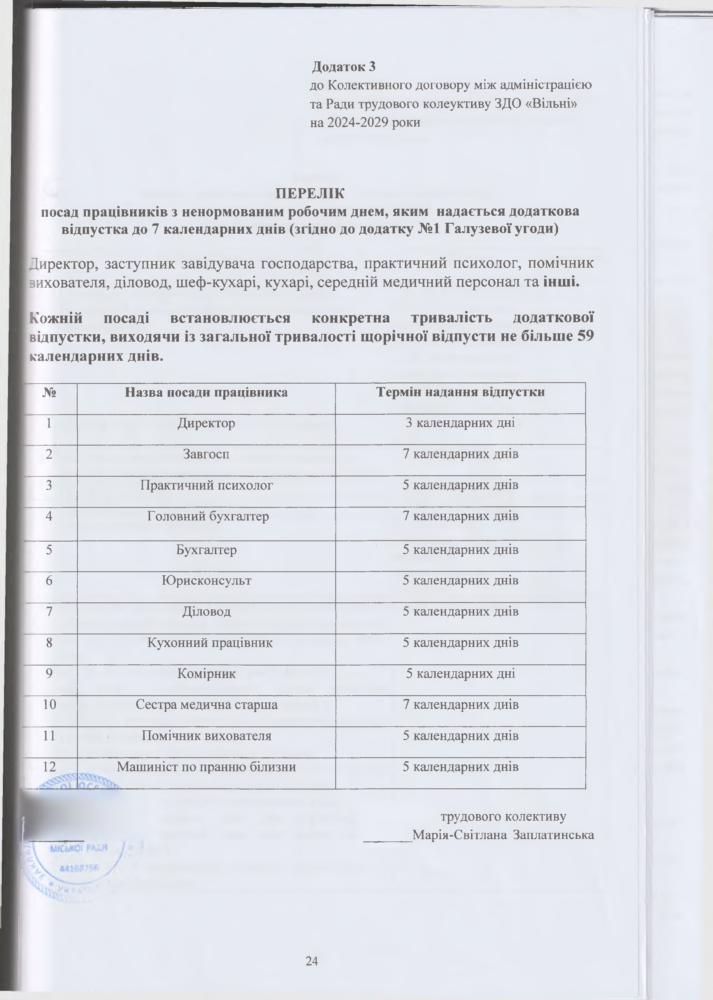 Додаток 3
до Колективного договору між адміністрацією
та Ради трудового колеуктиву ЗДО «Вільні»
на 2024-2029 роки
ПЕРЕЛІК
посад працівників з ненормованим робочим днем, яким надається додаткова
відпустка до 7 календарних днів (згідно до додатку №1 Галузевої угоди)
Директор, заступник завідувача господарства, практичний психолог, помічник
вихователя, діловод, шеф-кухарі, кухарі, середній медичний персонал та інші.
Кожній посаді встановлюється конкретна тривалість додаткової
відпустки, виходячи із загальної тривалості щорічної відпусти не більше 59
календарних днів.
№ Назва посади працівника Термін надання відпустки
1 Директор 3 календарних дні
2 Завгосп 7 календарних днів
3 Практичний психолог 5 календарних днів
4 Головний бухгалтер 7 календарних днів
5 Бухгалтер 5 календарних днів
6 Юрисконсульт 5 календарних днів
7 Діловод 5 календарних днів
8 Кухонний працівник 5 календарних днів
9 Комірник 5 календарних дні
10 Сестра медична старша 7 календарних днів
11 Помічник вихователя 5 календарних днів
12 Машиніст по пранню білизни 5 календарних днів
трудового колективу
Марія-Світлана Заплатинська
МІСЬКОЇ РАДИ
44168756
24